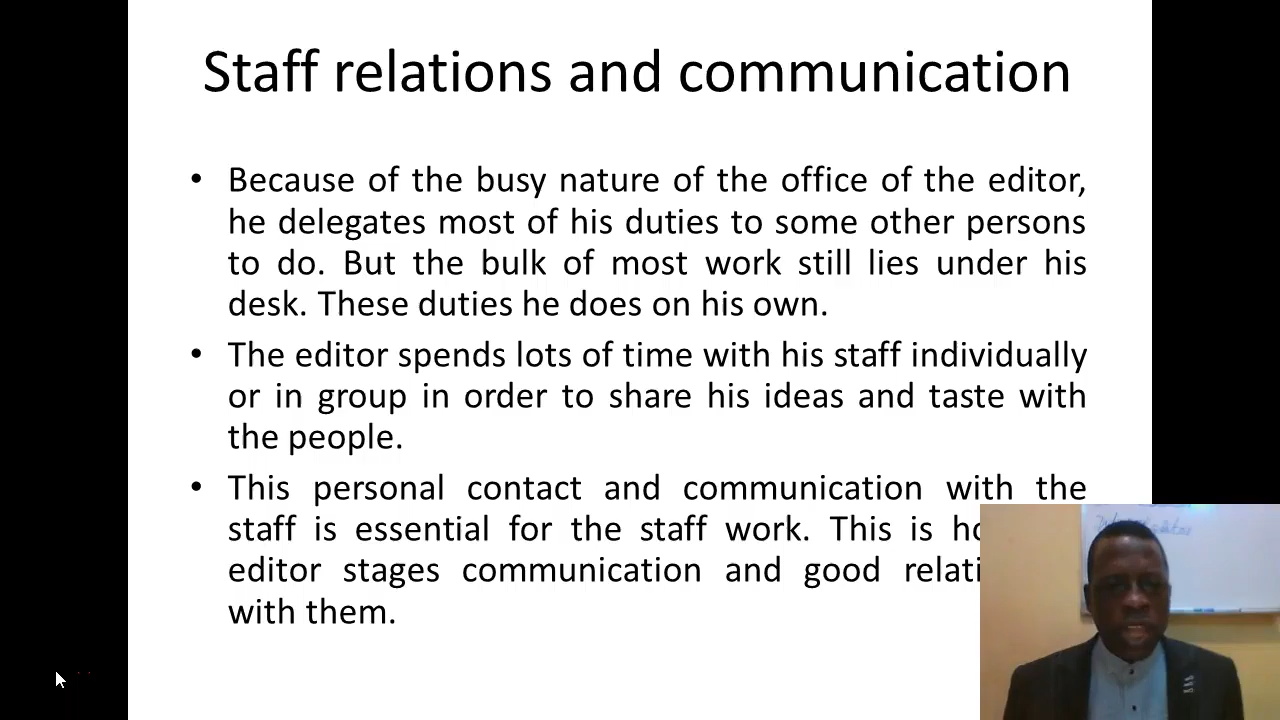 Staff relations and communication
• Because of the busy nature of the office of the editor,
he delegates most of his duties to some other persons
to do. But the bulk of most work still lies under his
desk. These duties he does on his own.
• The editor spends lots of time with his staff individually
or in group in order to share his ideas and taste with
the people.
• This personal contact and communication with the
staff is essential for the staff work. This is
editor stages communication and good
with them.